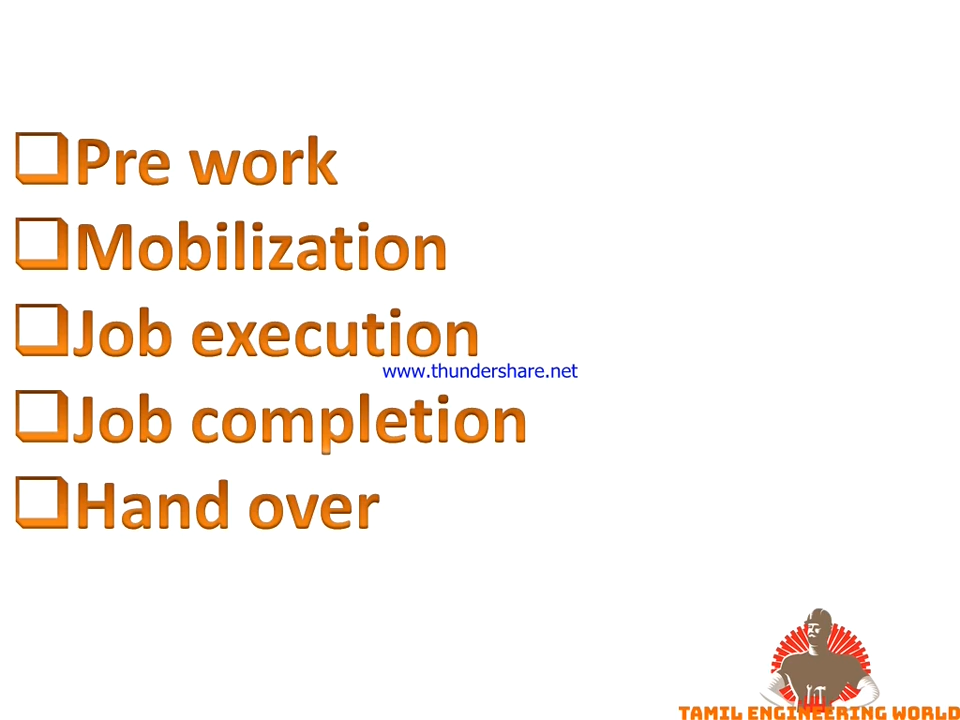 Pre work
Mobilization
Job execution
www.thundershare.net
Job completion
Hand over
TAMIL ENGINEERING WORLD